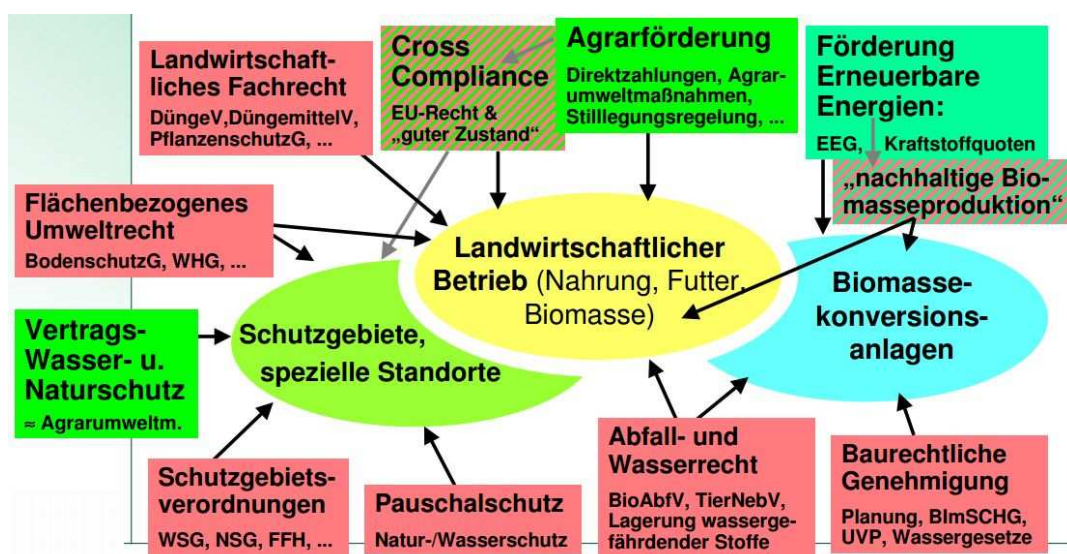 Landwirtschaft-
liches Fachrecht
DüngeV,DüngemittelV,
PflanzenschutzG, ...
Cross
Compliance
EU-Recht &
„guter Zustand“
Agrarförderung
Direktzahlungen, Agrar-
umweltmaßnahmen,
Stilllegungsregelung, ...
Förderung
Erneuerbare
Energien:
EEG, Kraftstoffquoten
„nachhaltige Bio-
masseproduktion“
Flächenbezogenes
Umweltrecht
BodenschutzG, WHG, ...
Landwirtschaftlicher
Betrieb (Nahrung, Futter,
Biomasse)
Biomasse-
konversions-
anlagen
Vertrags-
Wasser- u.
Naturschutz
≈ Agrarumweltm.
Schutzgebiete,
spezielle Standorte
Schutzgebiets-
verordnungen
WSG, NSG, FFH, ...
Pauschalschutz
Natur-/Wasserschutz
Abfall- und
Wasserrecht
BioAbfV, TierNebV,
Lagerung wasserge-
fährdender Stoffe
Baurechtliche
Genehmigung
Planung, BImSCHG,
UVP, Wassergesetze